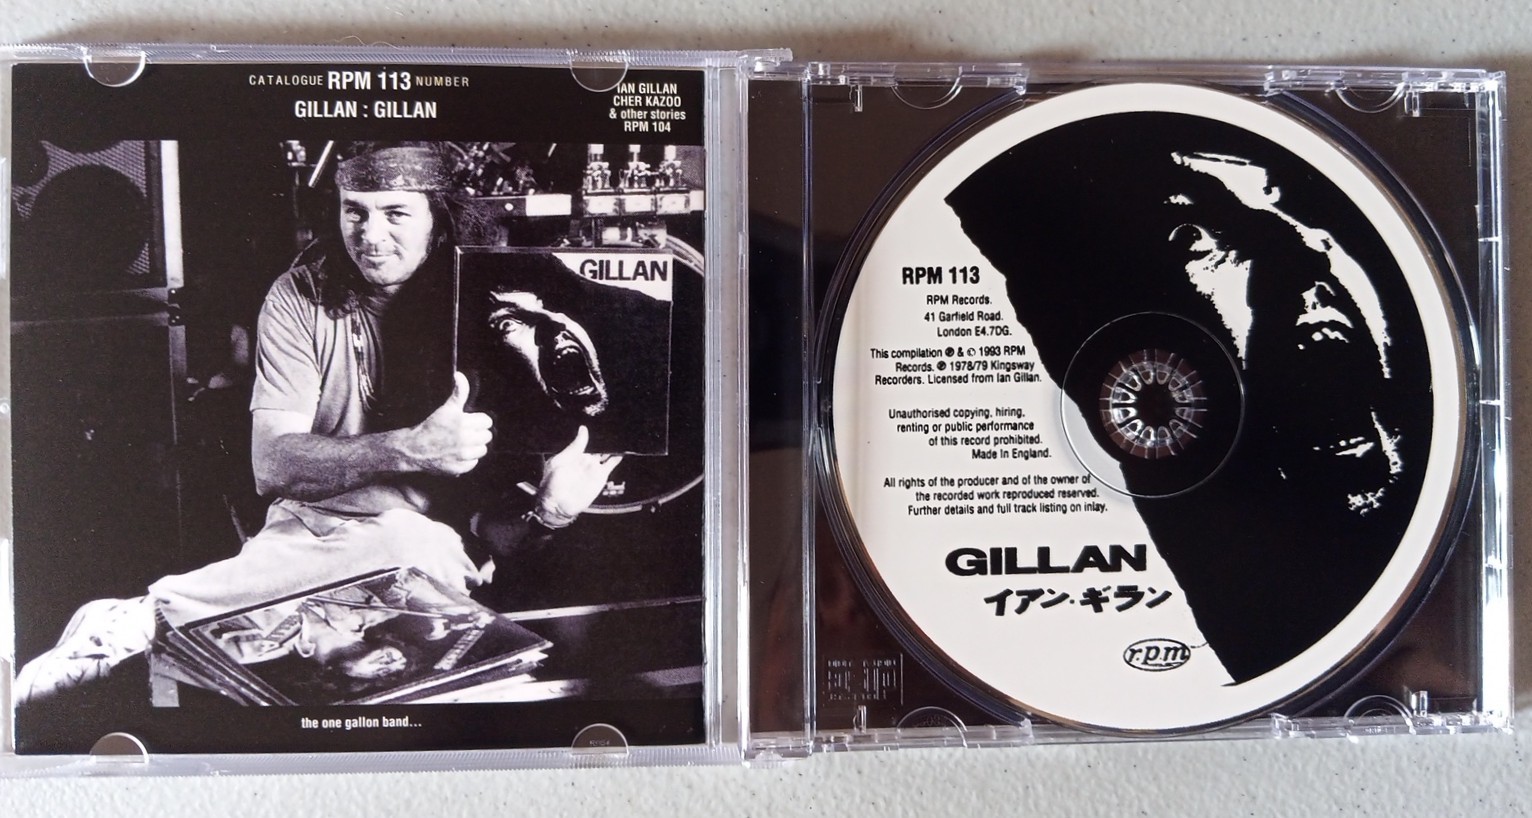 CATALOGUE RPM 113 NUMBER
GILLAN : GILLAN
IAN GILLAN
CHER KAZOO
& other stories
RPM 104
GILLAN
the one gallon band...
RPM 113
RPM Records.
41 Garfield Road.
London E4.7DG.
This compilation ℗ & © 1993 RPM
Records. ℗ 1978/79 Kingsway
Recorders. Licensed from Ian Gillan.
Unauthorised copying, hiring,
renting or public performance
of this record prohibited.
Made In England.
All rights of the producer and of the owner of
the recorded work reproduced reserved.
Further details and full track listing on inlay.
GILLAN
イアン・ギラン
r.p.m